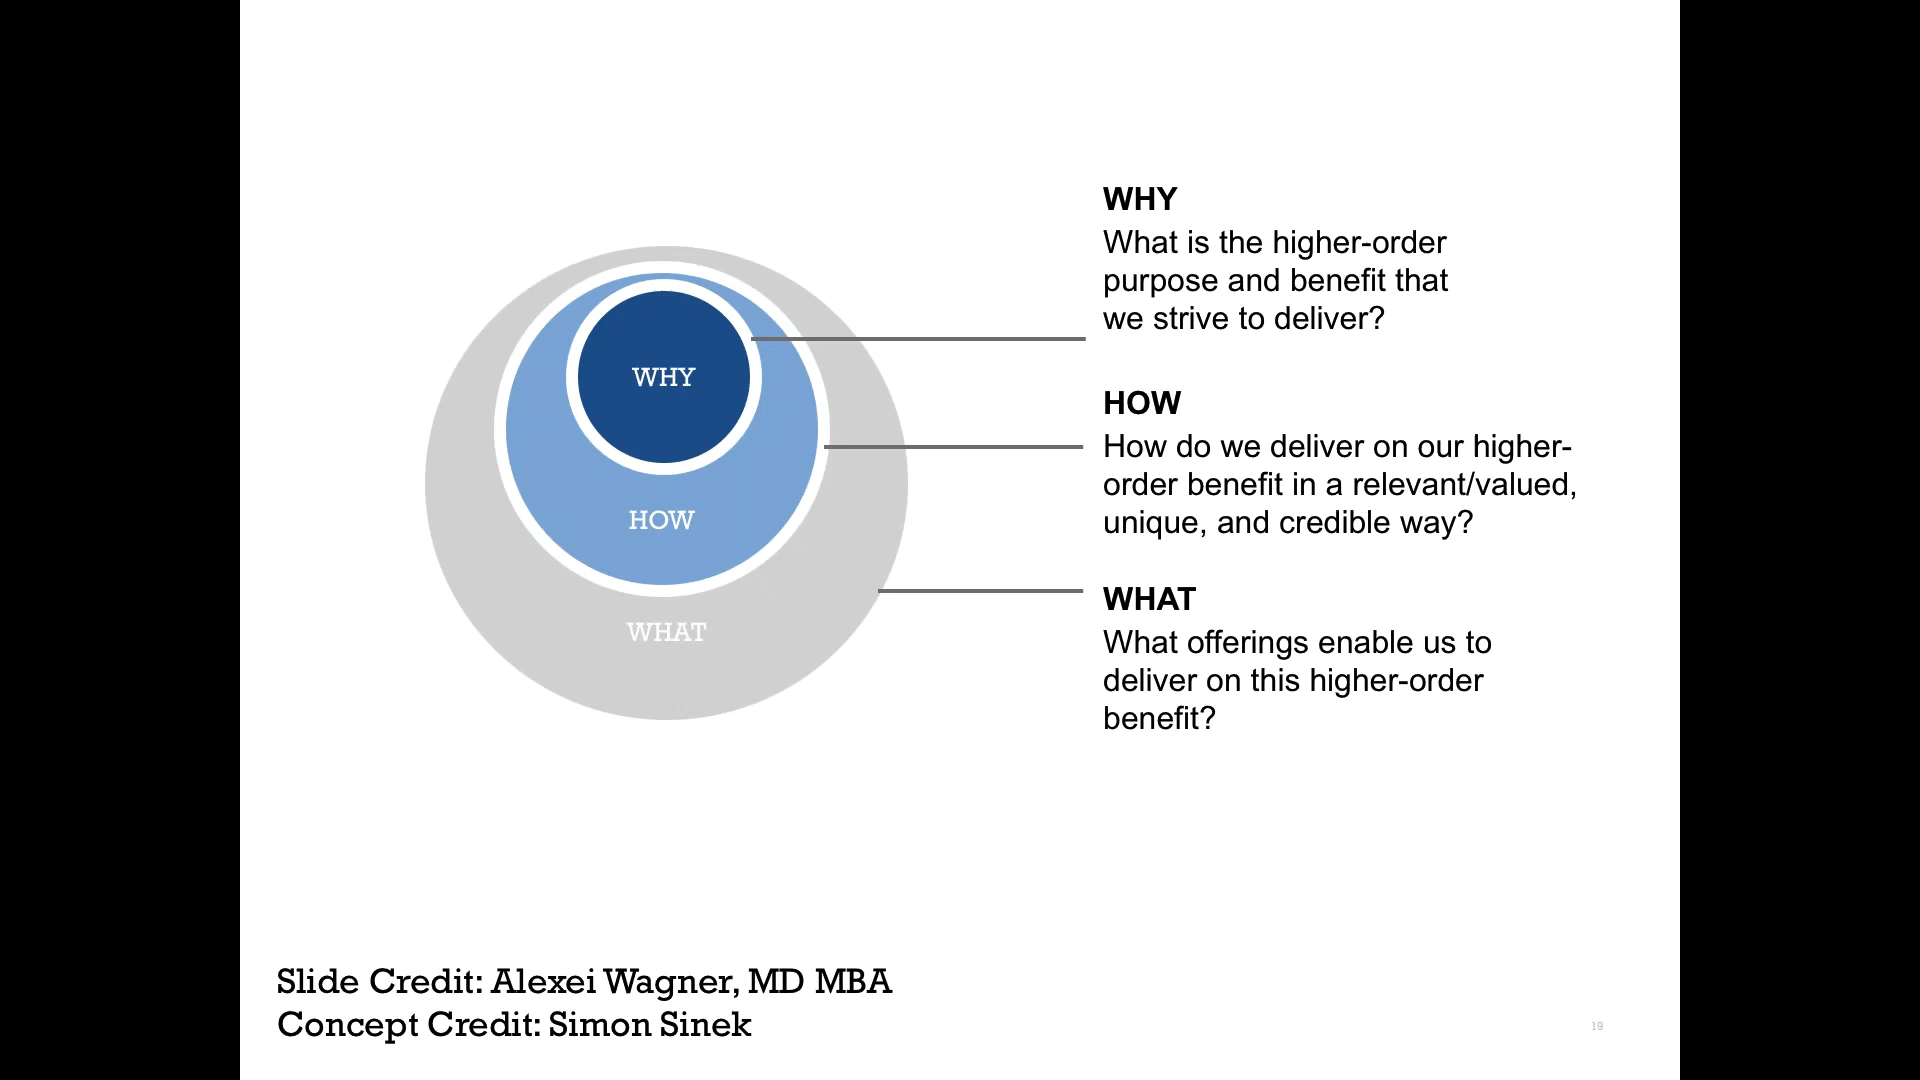 WHY
HOW
WHAT
WHY
What is the higher-order
purpose and benefit that
we strive to deliver?
HOW
How do we deliver on our higher-
order benefit in a relevant/valued,
unique, and credible way?
WHAT
What offerings enable us to
deliver on this higher-order
benefit?
Slide Credit: Alexei Wagner, MD MBA
Concept Credit: Simon Sinek
19